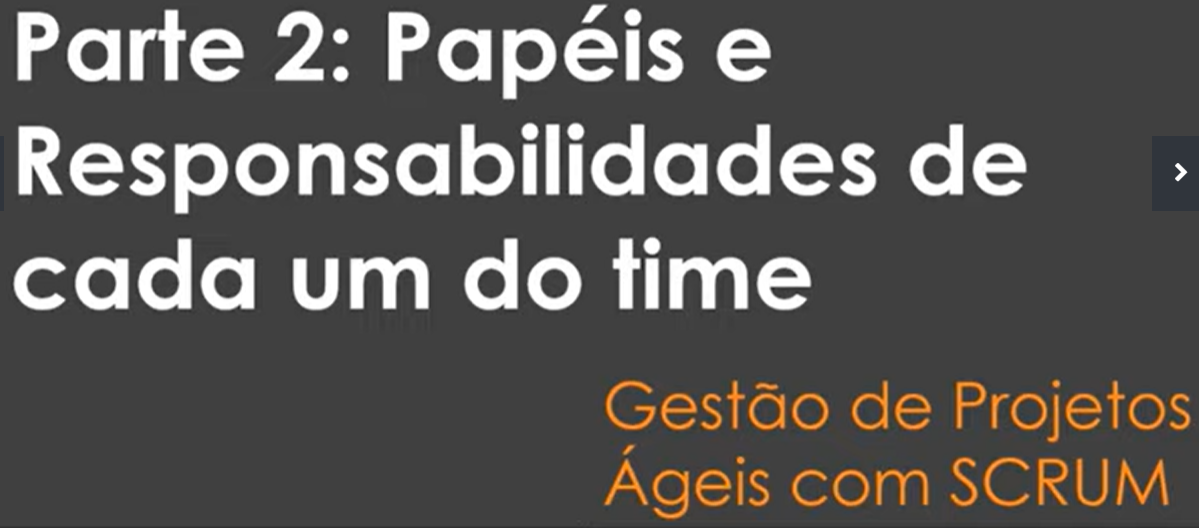 Parte 2: Papéis e
Responsabilidades de
cada um do time
Gestão de Projetos
Ágeis com SCRUM